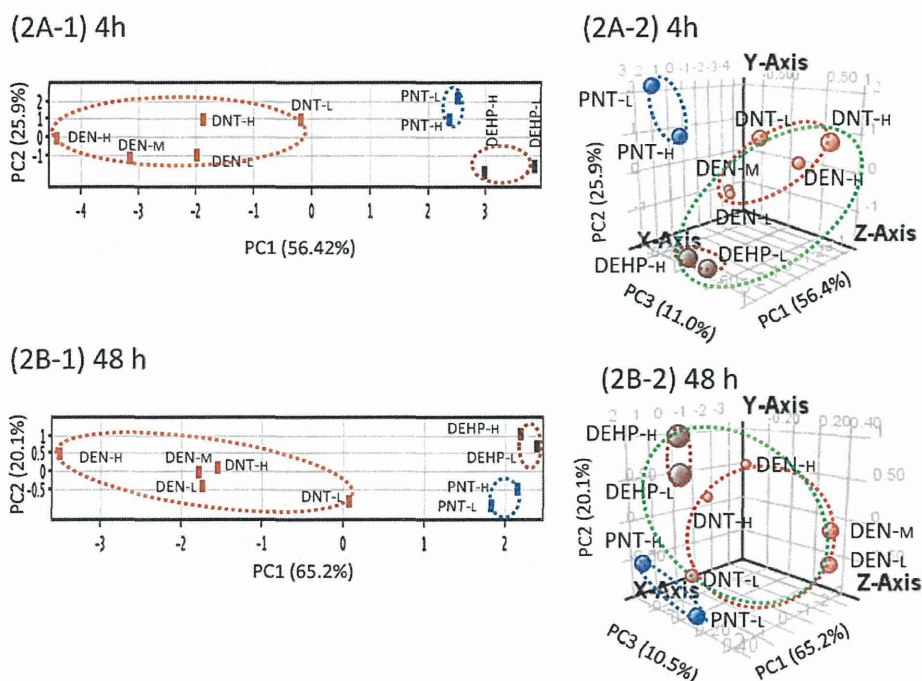 (2A-1) 4h
PC2 (25.9%)
2
1
0
-1
DEN-H
DEN-M
DNT-H
DEN-L
DNT-L
PNT-L
PNT-H
DEHP-H
DEHP-L
-4 -3 -2 -1 0 1 2 3
PC1 (56.42%)
(2A-2) 4h
Y-Axis
PNT-L
PNT-H
DNT-L
DNT-H
DEN-M
DEN-H
DEN-L
X-Axis
Z-Axis
DEHP-H
DEHP-L
PC2 (25.9%)
PC3 (11.0%)
PC1 (56.4%)
(2B-1) 48 h
PC2 (20.1%)
1
0.5
0.0
-0.5
DEN-H
DEN-M
DNT-H
DEN-L
DNT-L
DEHP-H
DEHP-L
PNT-H
PNT-L
-3 -2 -1 0 1 2
PC1 (65.2%)
(2B-2) 48 h
Y-Axis
DEHP-H
DEN-H
DEHP-L
DNT-H
DEN-M
PNT-H
DEN-L
DNT-L
X-Axis
Z-Axis
PNT-L
PC2 (20.1%)
PC3 (10.5%)
PC1 (65.2%)